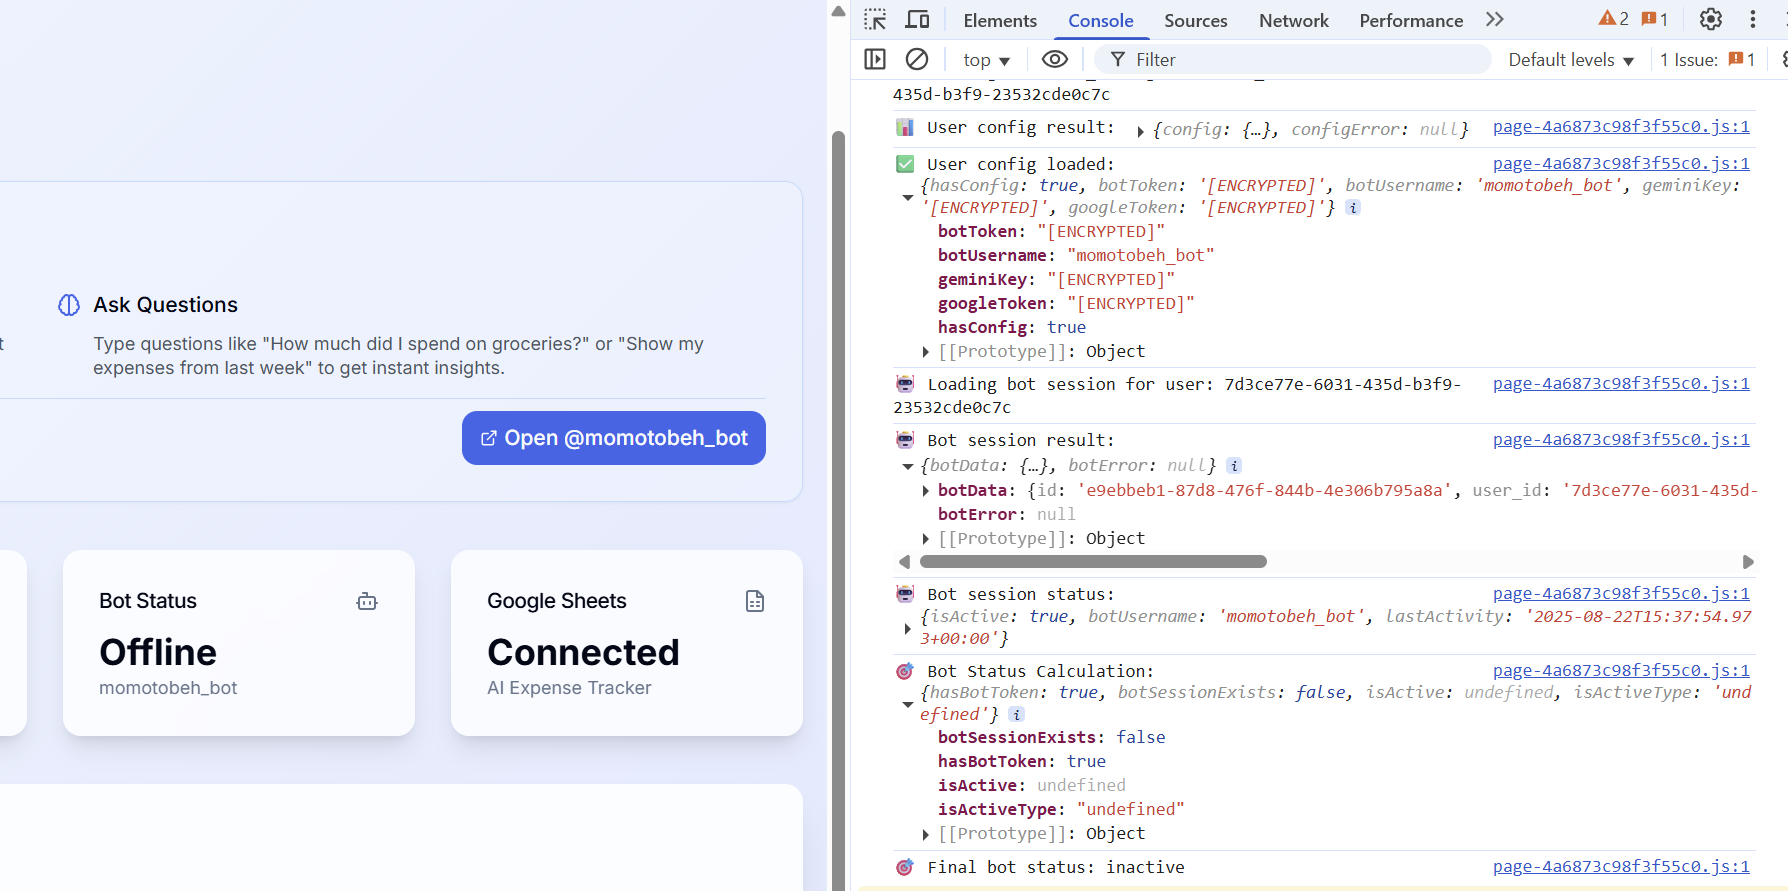 t
Ask Questions
Type questions like "How much did I spend on groceries?" or "Show my
expenses from last week" to get instant insights.
Open @momotobeh_bot
Bot Status
Offline
momotobeh_bot
Google Sheets
Connected
AI Expense Tracker
Elements Console Sources Network Performance 2 1
top Filter Default levels 1 Issue: 1
435d-b3f9-23532cde0c7c
User config result: {config: {…}, configError: null} page-4a6873c98f3f55c0.js:1
User config loaded: page-4a6873c98f3f55c0.js:1
{hasConfig: true, botToken: '[ENCRYPTED]', botUsername: 'momotobeh_bot', geminiKey:
'[ENCRYPTED]', googleToken: '[ENCRYPTED]'} i
botToken: "[ENCRYPTED]"
botUsername: "momotobeh_bot"
geminiKey: "[ENCRYPTED]"
googleToken: "[ENCRYPTED]"
hasConfig: true
[[Prototype]]: Object
Loading bot session for user: 7d3ce77e-6031-435d-b3f9- page-4a6873c98f3f55c0.js:1
23532cde0c7c
Bot session result: page-4a6873c98f3f55c0.js:1
{botData: {…}, botError: null} i
botData: {id: 'e9ebbeb1-87d8-476f-844b-4e306b795a8a', user_id: '7d3ce77e-6031-435d-
botError: null
[[Prototype]]: Object
Bot session status: page-4a6873c98f3f55c0.js:1
{isActive: true, botUsername: 'momotobeh_bot', lastActivity: '2025-08-22T15:37:54.97
3+00:00'}
Bot Status Calculation: page-4a6873c98f3f55c0.js:1
{hasBotToken: true, botSessionExists: false, isActive: undefined, isActiveType: 'und
efined'} i
botSessionExists: false
hasBotToken: true
isActive: undefined
isActiveType: "undefined"
[[Prototype]]: Object
Final bot status: inactive page-4a6873c98f3f55c0.js:1